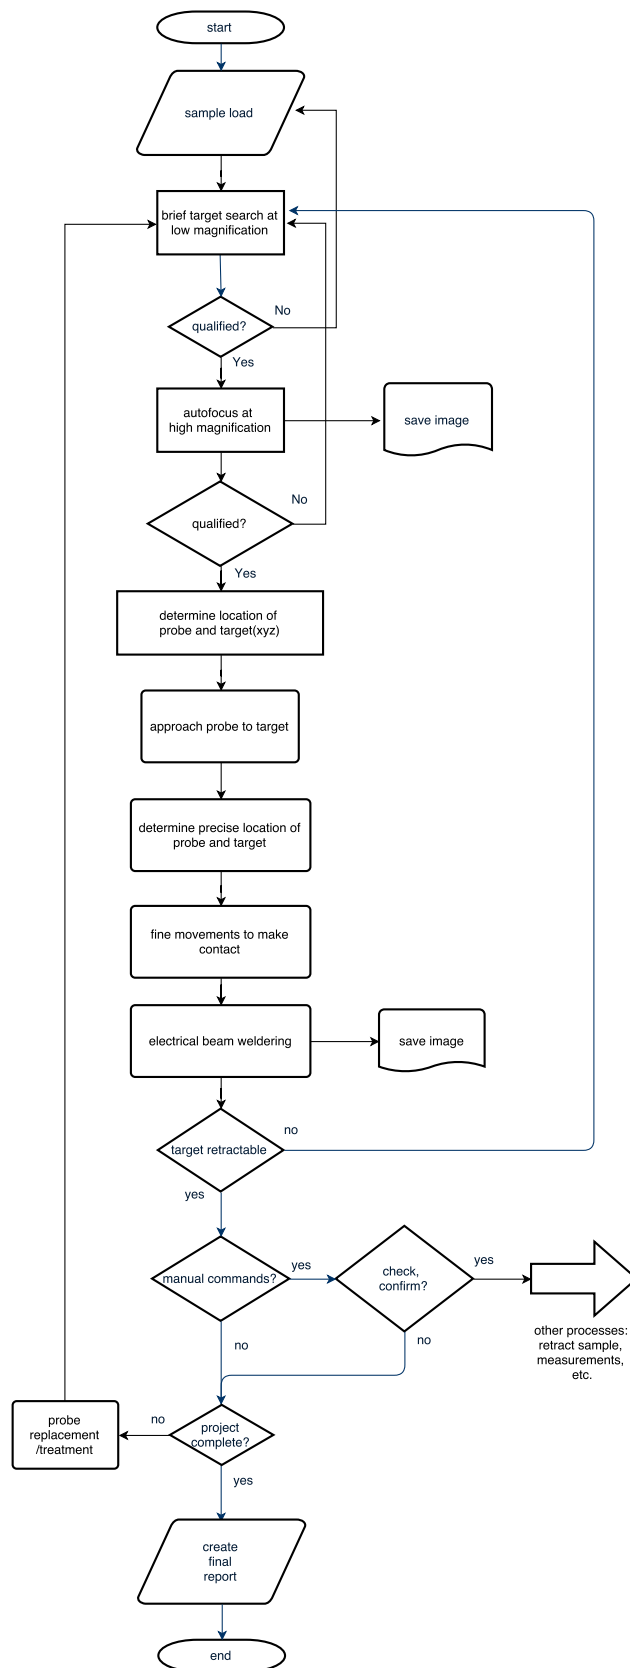 start
sample load
brief target search at
low magnification
No
qualified?
Yes
autofocus at
high magnification
save image
No
qualified?
Yes
determine location of
probe and target(xyz)
approach probe to target
determine precise location of
probe and target
fine movements to make
contact
electrical beam weldering
save image
no
target retractable
yes
manual commands?
yes
check,
confirm?
yes
other processes:
retract sample,
measurements,
etc.
no
no
probe
replacement
/treatment
no
project
complete?
yes
create
final
report
end